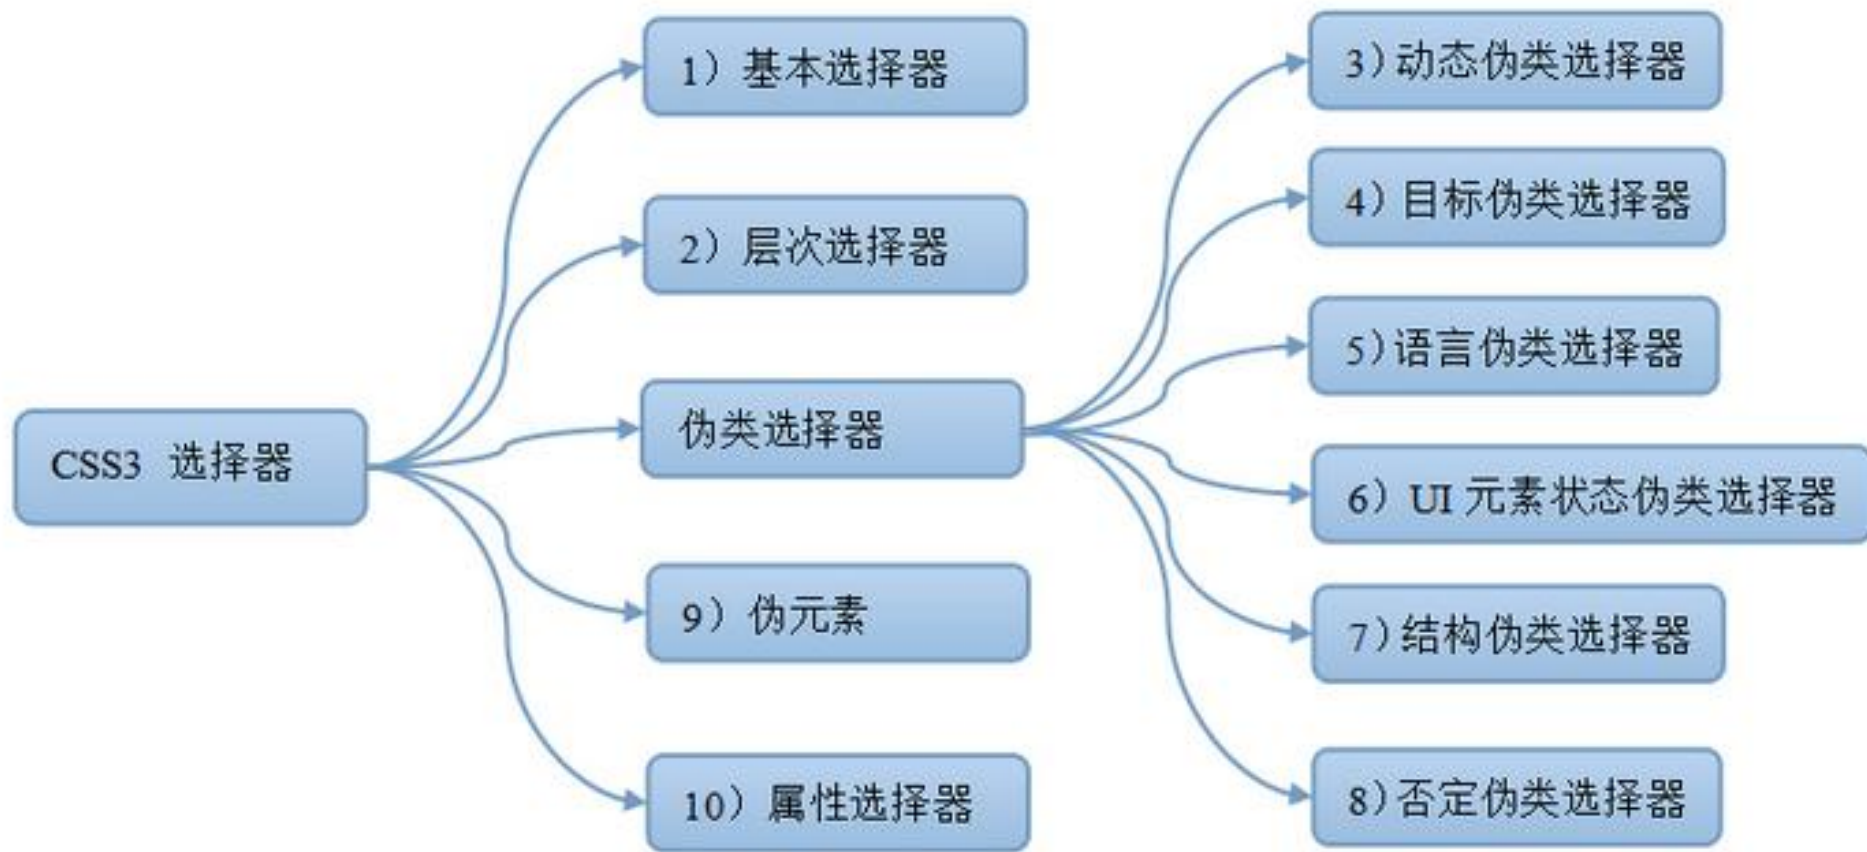 CSS3 选择器
1）基本选择器
2）层次选择器
伪类选择器
9）伪元素
10）属性选择器
3)动态伪类选择器
4）目标伪类选择器
5)语言伪类选择器
6）UI 元素状态伪类选择器
7)结构伪类选择器
8)否定伪类选择器